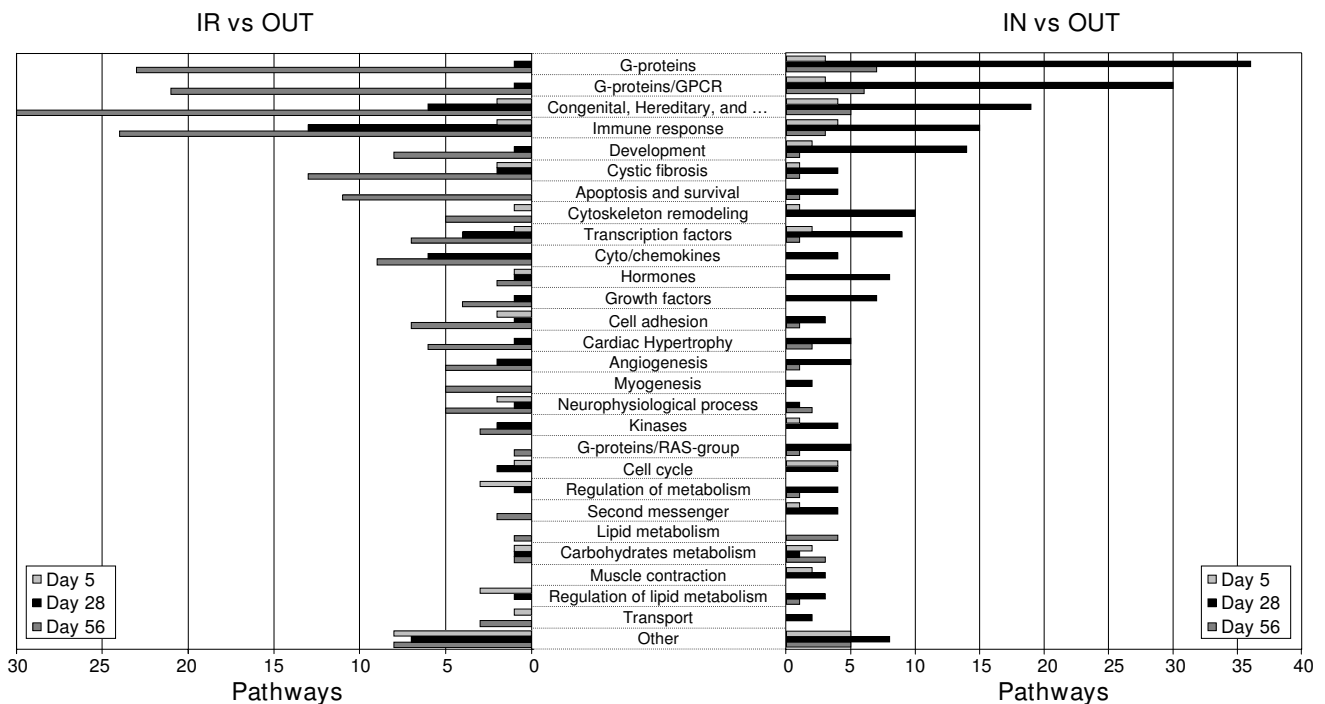 IR vs OUT
IN vs OUT
G-proteins
G-proteins/GPCR
Congenital, Hereditary, and …
Immune response
Development
Cystic fibrosis
Apoptosis and survival
Cytoskeleton remodeling
Transcription factors
Cyto/chemokines
Hormones
Growth factors
Cell adhesion
Cardiac Hypertrophy
Angiogenesis
Myogenesis
Neurophysiological process
Kinases
G-proteins/RAS-group
Cell cycle
Regulation of metabolism
Second messenger
Lipid metabolism
Carbohydrates metabolism
Muscle contraction
Regulation of lipid metabolism
Transport
Other
Day 5
Day 28
Day 56
Day 5
Day 28
Day 56
30 25 20 15 10 5 0
0 5 10 15 20 25 30 35 40
Pathways
Pathways